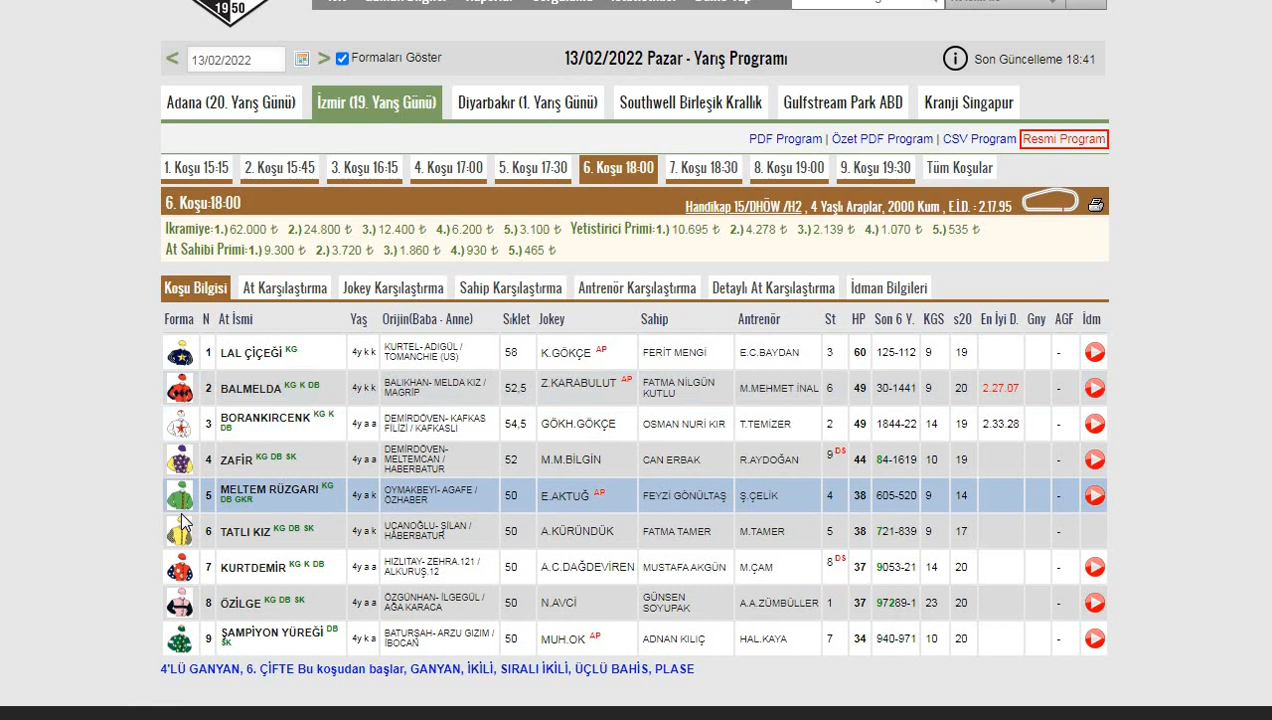 1950
13/02/2022
Formaları Göster
13/02/2022 Pazar - Yarış Programı
Son Güncelleme 18:41
Adana (20. Yarış Günü) İzmir (19. Yarış Günü) Diyarbakır (1. Yarış Günü) Southwell Birleşik Krallık Gulfstream Park ABD Kranji Singapur
PDF Program | Özet PDF Program | CSV Program Resmi Program
1. Koşu 15:15 2. Koşu 15:45 3. Koşu 16:15 4. Koşu 17:00 5. Koşu 17:30 6. Koşu 18:00 7. Koşu 18:30 8. Koşu 19:00 9. Koşu 19:30 Tüm Koşular
6. Koşu:18:00 Handikap 15/DHÖW /H2 , 4 Yaşlı Araplar, 2000 Kum , E.İ.D. : 2.17.95
Ikramiye:1.) 62.000 ₺ 2.) 24.800 ₺ 3.) 12.400 ₺ 4.) 6.200 ₺ 5.) 3.100 ₺ Yetistirici Primi:1.) 10.695 ₺ 2.) 4.278 ₺ 3.) 2.139 ₺ 4.) 1.070 ₺ 5.) 535 ₺
At Sahibi Primi:1.) 9.300 ₺ 2.) 3.720 ₺ 3.) 1.860 ₺ 4.) 930 ₺ 5.) 465 ₺
Koşu Bilgisi At Karşılaştırma Jokey Karşılaştırma Sahip Karşılaştırma Antrenör Karşılaştırma Detaylı At Karşılaştırma İdman Bilgileri
Forma N At İsmi Yaş Orijin(Baba - Anne) Sıklet Jokey Sahip Antrenör St HP Son 6 Y. KGS s20 En İyi D. Gny AGF İdm
1 LAL ÇİÇEĞİ KG 4y k k KURTEL- ADIGÜL / TOMANCHIE (US) 58 K.GÖKÇE AP FERİT MENGİ E.C.BAYDAN 3 60 125-112 9 19 -
2 BALMELDA KG K DB 4y k k BALIKHAN- MELDA KIZ / MAGRİP 52,5 Z.KARABULUT AP FATMA NİLGÜN KUTLU M.MEHMET İNAL 6 49 30-1441 9 20 2.27.07 -
3 BORANKIRCENK KG K DB 4y a a DEMİRDÖVEN- KAFKAS FİLİZİ / KAFKASLI 54,5 GÖKH.GÖKÇE OSMAN NURİ KIR T.TEMİZER 2 49 1844-22 14 19 2.33.28 -
4 ZAFİR KG DB SK 4y a a DEMİRDÖVEN- MELTEMCAN / HABERBATUR 52 M.M.BİLGİN CAN ERBAK R.AYDOĞAN 9 DS 44 84-1619 10 19 -
5 MELTEM RÜZGARI KG DB GKR 4y a k OYMAKBEYİ- AGAFE / ÖZHABER 50 E.AKTUĞ AP FEYZİ GÖNÜLTAŞ Ş.ÇELİK 4 38 605-520 9 14 -
6 TATLI KIZ KG DB SK 4y a k UÇANOĞLU- ŞİLAN / HABERBATUR 50 A.KÜRÜNDÜK FATMA TAMER M.TAMER 5 38 721-839 9 17 -
7 KURTDEMİR KG K DB 4y a a HIZLITAY- ZEHRA.121 / ALKURUŞ.12 50 A.C.DAĞDEVİREN MUSTAFA AKGÜN M.ÇAM 8 DS 37 9053-21 14 20 -
8 ÖZİLGE KG DB SK 4y a a ÖZGÜNHAN- İLGEGÜL / AĞA KARACA 50 N.AVCİ GÜNSEN SOYUPAK A.A.ZÜMBÜLLER 1 37 97289-1 23 20 -
9 ŞAMPİYON YÜREĞİ DB SK 4y k a BATURŞAH- ARZU GIZIM / İBOCAN 50 MUH.OK AP ADNAN KILIÇ HAL.KAYA 7 34 940-971 10 20 -
4'LÜ GANYAN, 6. ÇİFTE Bu koşudan başlar, GANYAN, İKİLİ, SIRALI İKİLİ, ÜÇLÜ BAHİS, PLASE